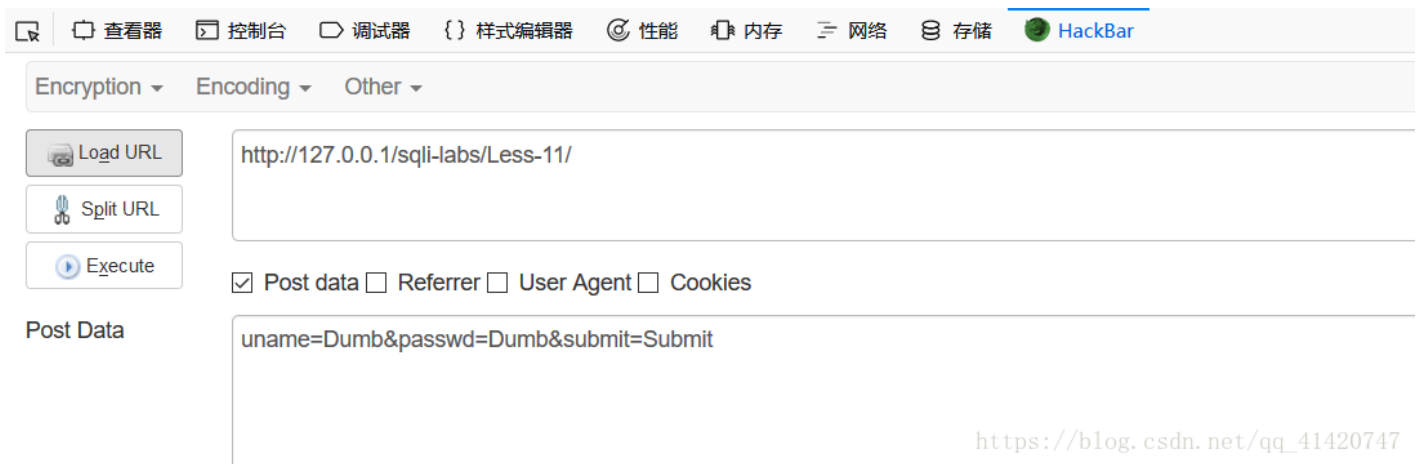 查看器 控制台 调试器 {} 样式编辑器 性能 内存 网络 存储 HackBar
Encryption Encoding Other
Load URL
http://127.0.0.1/sqli-labs/Less-11/
Split URL
Execute
Post data Referrer User Agent Cookies
Post Data
uname=Dumb&passwd=Dumb&submit=Submit
https://blog.csdn.net/qq_41420747